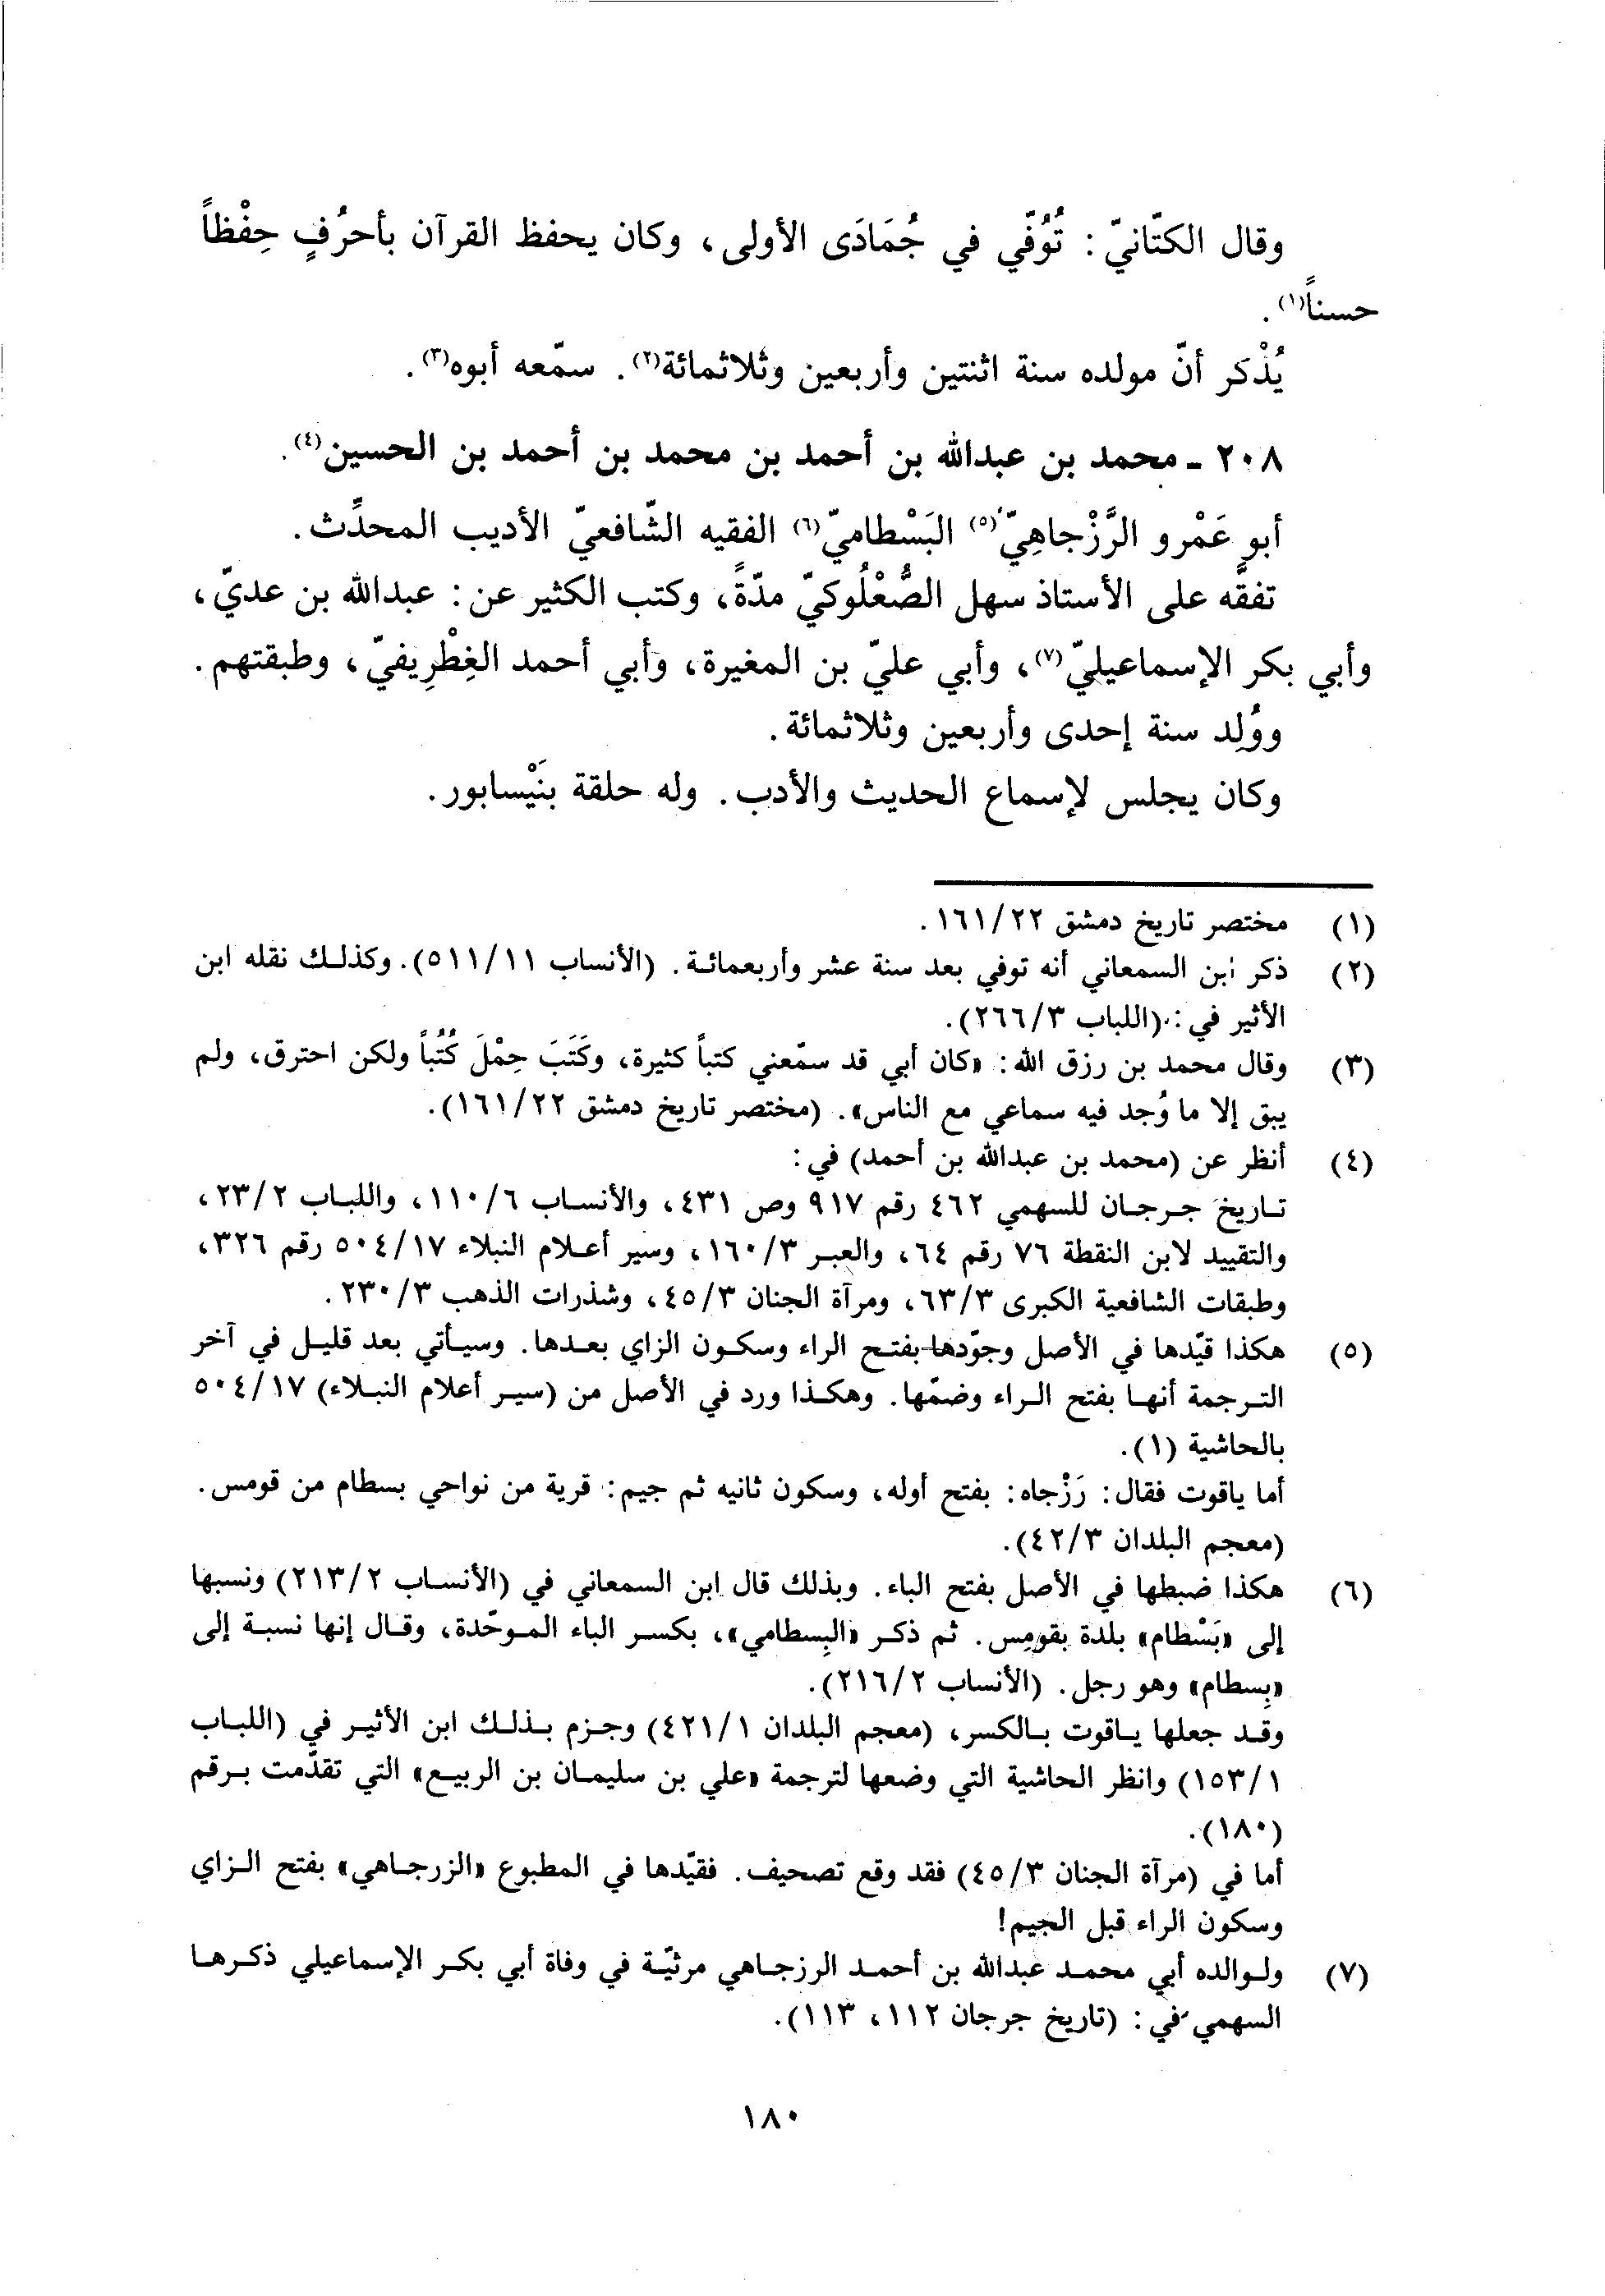 وقال الكتّانيّ: تُوُفّي في جُمَادَى الأولى، وكان يحفظ القرآن بأحرُفٍ حِفْظاً
حسناً(١).
يُذْكَر أنّ مولده سنة اثنتين وأربعين وثلاثمائة(٢). سمّعه أبوه(٣).
٢٠٨ - محمد بن عبدالله بن أحمد بن محمد بن أحمد بن الحسين(٤).
أبو عَمْرو الرَّزْجاهِيّ(٥) البَسْطاميّ(٦) الفقيه الشّافعيّ الأديب المحدِّث.
تفقَّه على الأستاذ سهل الصُّعْلُوكيّ مدّةً، وكتب الكثير عن: عبدالله بن عديّ،
وأبي بكر الإسماعيليّ(٧)، وأبي عليّ بن المغيرة، وأبي أحمد الغِطْرِيفيّ، وطبقتهم.
ووُلِد سنة إحدى وأربعين وثلاثمائة.
وكان يجلس لإسماع الحديث والأدب. وله حلقة بنَيْسابور.
(١) مختصر تاريخ دمشق ١٦١/٢٢.
(٢) ذكر ابن السمعاني أنه توفي بعد سنة عشر وأربعمائة. (الأنساب ٥١١/١١). وكذلك نقله ابن
الأثير في: (اللباب ٢٦٦/٣).
(٣) وقال محمد بن رزق الله: «كان أبي قد سمّعني كتباً كثيرة، وكَتَبَ حِمْلَ كُتُباً ولكن احترق، ولم
يبق إلا ما وُجد فيه سماعي مع الناس». (مختصر تاريخ دمشق ١٦١/٢٢).
(٤) أنظر عن (محمد بن عبدالله بن أحمد) في:
تاريخ جرجان للسهمي ٤٦٢ رقم ٩١٧ وص ٤٣١، والأنساب ١١٠/٦، واللباب ٢٣/٢،
والتقييد لابن النقطة ٧٦ رقم ٦٤، والعبر ١٦٠/٣، وسير أعلام النبلاء ٥٠٤/١٧ رقم ٣٢٦،
وطبقات الشافعية الكبرى ٦٣/٣، ومرآة الجنان ٤٥/٣، وشذرات الذهب ٢٣٠/٣.
(٥) هكذا قيّدها في الأصل وجوّدها بفتح الراء وسكون الزاي بعدها. وسيأتي بعد قليل في آخر
الترجمة أنها بفتح الراء وضمّها. وهكذا ورد في الأصل من (سير أعلام النبلاء) ٥٠٤/١٧
بالحاشية (١).
أما ياقوت فقال: رَزْجاه: بفتح أوله، وسكون ثانيه ثم جيم: قرية من نواحي بسطام من قومس.
(معجم البلدان ٤٢/٣).
(٦) هكذا ضبطها في الأصل بفتح الباء. وبذلك قال ابن السمعاني في (الأنساب ٢١٣/٢) ونسبها
إلى «بَسْطام» بلدة بقومِس. ثم ذكر «البِسطامي»، بكسر الباء الموحّدة، وقال إنها نسبة إلى
«بِسطام» وهو رجل. (الأنساب ٢١٦/٢).
وقد جعلها ياقوت بالكسر، (معجم البلدان ٤٢١/١) وجزم بذلك ابن الأثير في (اللباب
١٥٣/١) وانظر الحاشية التي وضعها لترجمة «علي بن سليمان بن الربيع» التي تقدّمت برقم
(١٨٠).
أما في (مرآة الجنان ٤٥/٣) فقد وقع تصحيف. فقيّدها في المطبوع «الزرجاهي» بفتح الزاي
وسكون الراء قبل الجيم!
(٧) ولوالده أبي محمد عبدالله بن أحمد الرزجاهي مرثيّة في وفاة أبي بكر الإسماعيلي ذكرها
السهمي في: (تاريخ جرجان ١١٢، ١١٣).
١٨٠